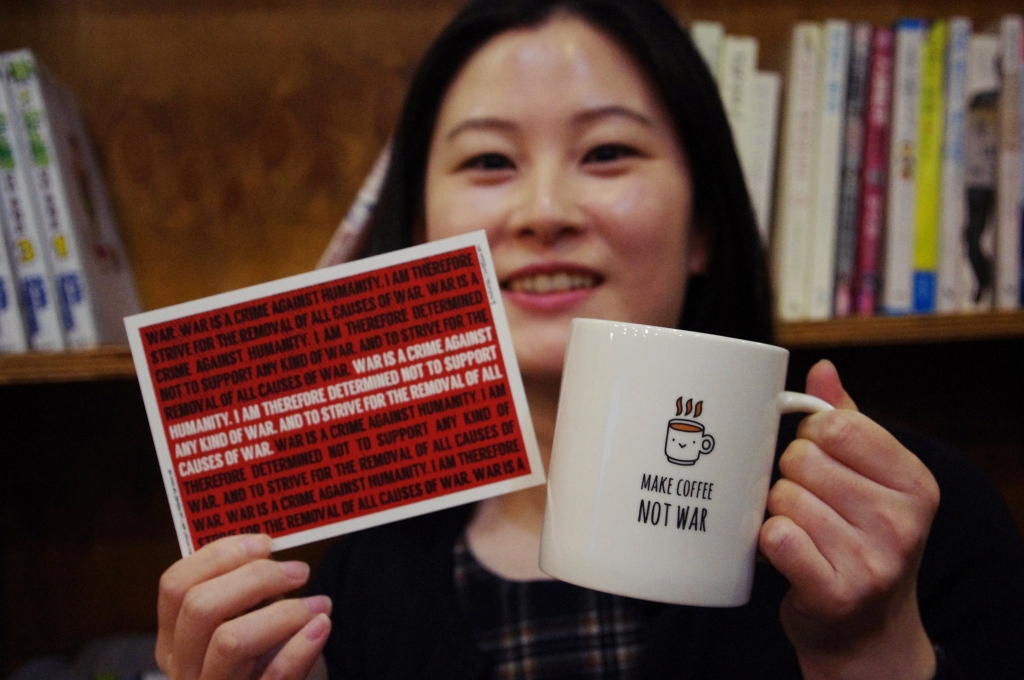 WAR. WAR IS A CRIME AGAINST HUMANITY. I AM THEREFORE
STRIVE FOR THE REMOVAL OF ALL CAUSES OF WAR. WAR IS A
CRIME AGAINST HUMANITY. I AM THEREFORE DETERMINED
NOT TO SUPPORT ANY KIND OF WAR. AND TO STRIVE FOR THE
REMOVAL OF ALL CAUSES OF WAR. WAR IS A CRIME AGAINST
HUMANITY. I AM THEREFORE DETERMINED NOT TO SUPPORT
ANY KIND OF WAR. AND TO STRIVE FOR THE REMOVAL OF ALL
CAUSES OF WAR. WAR IS A CRIME AGAINST HUMANITY. I AM
THEREFORE DETERMINED NOT TO SUPPORT ANY KIND OF
WAR. AND TO STRIVE FOR THE REMOVAL OF ALL CAUSES OF
WAR. WAR IS A CRIME AGAINST HUMANITY. I AM THEREFORE
STRIVE FOR THE REMOVAL OF ALL CAUSES OF WAR. WAR IS A
MAKE COFFEE
NOT WAR
3
1